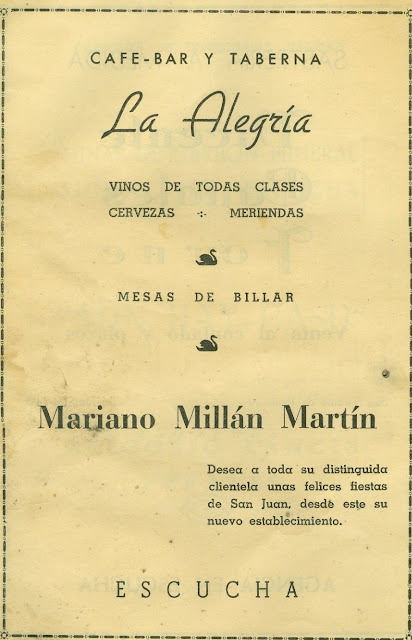 CAFE-BAR Y TABERNA
La Alegría
VINOS DE TODAS CLASES
CERVEZAS ·:· MERIENDAS
MESAS DE BILLAR
Mariano Millán Martín
Desea a toda su distinguida
clientela unas felices fiestas
de San Juan, desde este su
nuevo establecimiento.
ESCUCHA